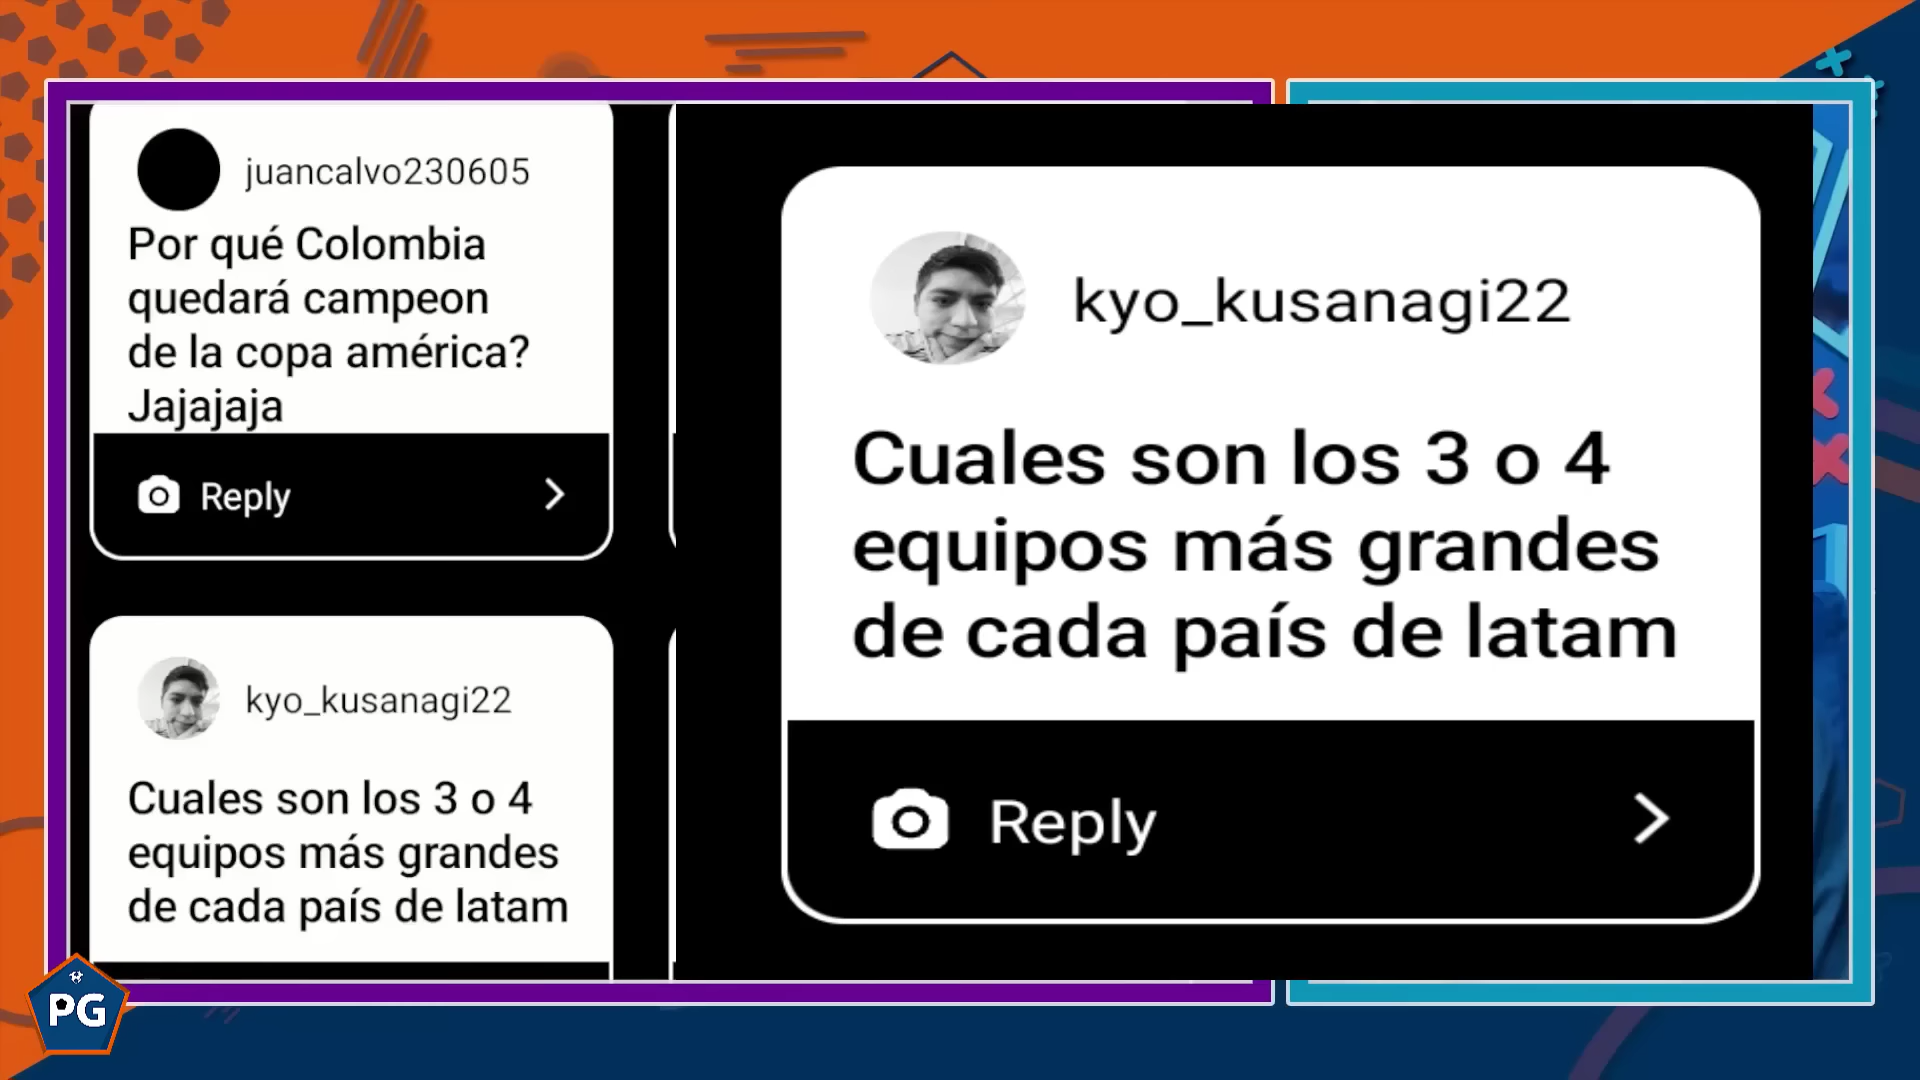 juancalvo230605
Por qué Colombia
quedará campeon
de la copa américa?
Jajajaja
Reply
kyo_kusanagi22
Cuales son los 3 o 4
equipos más grandes
de cada país de latam
kyo_kusanagi22
Cuales son los 3 o 4
equipos más grandes
de cada país de latam
Reply
PG